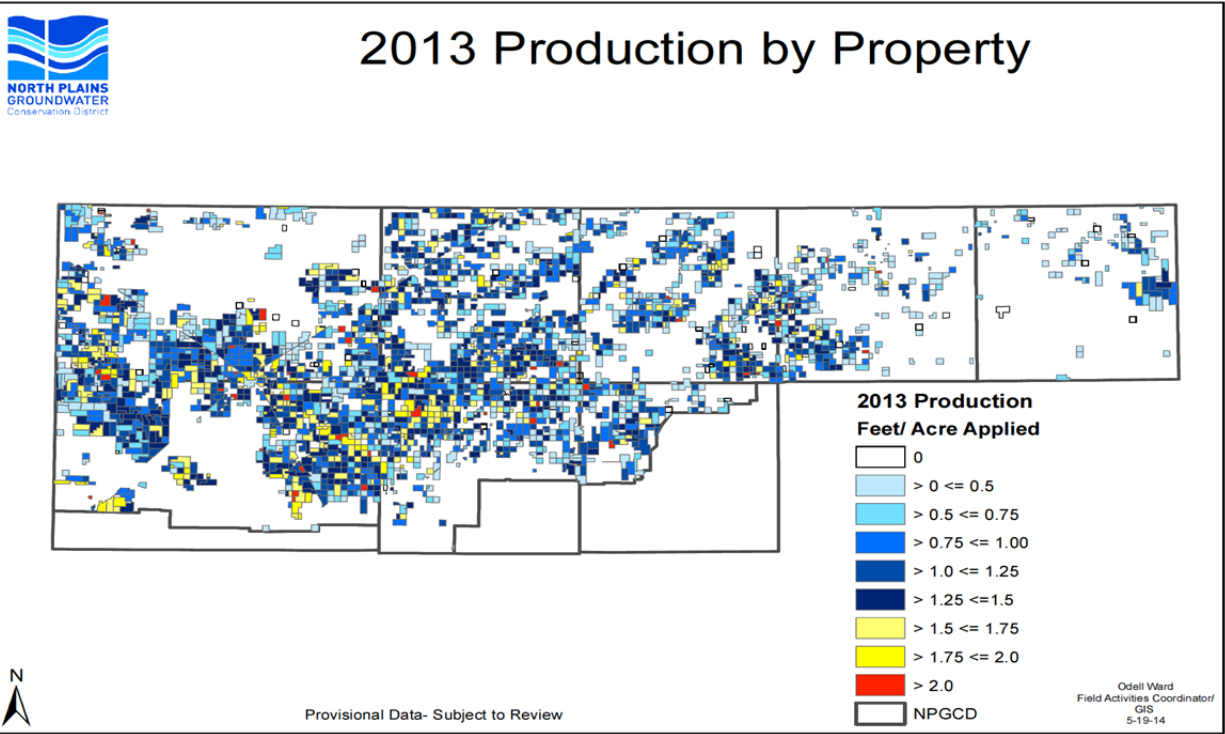 2013 Production by Property
NORTH PLAINS
GROUNDWATER
Conservation District
2013 Production
Feet/ Acre Applied
0
> 0 <= 0.5
> 0.5 <= 0.75
> 0.75 <= 1.00
> 1.0 <= 1.25
> 1.25 <=1.5
> 1.5 <= 1.75
> 1.75 <= 2.0
> 2.0
NPGCD
N
Provisional Data- Subject to Review
Odell Ward
Field Activities Coordinator/
GIS
5-19-14